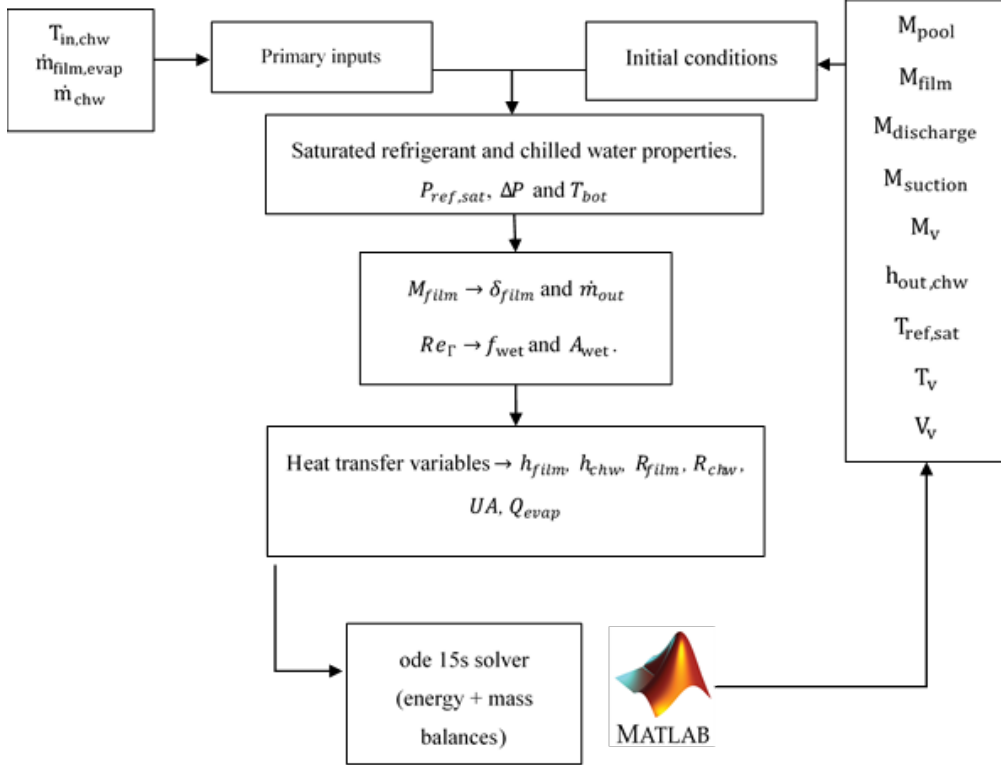 T_in,chw
ṁ_film,evap
ṁ_chw
Primary inputs
Initial conditions
M_pool
M_film
M_discharge
M_suction
M_v
h_out,chw
T_ref,sat
T_v
V_v
Saturated refrigerant and chilled water properties.
P_ref,sat, ΔP and T_bot
M_film → δ_film and ṁ_out
Re_Γ → f_wet and A_wet.
Heat transfer variables → h_film, h_chw, R_film, R_chw,
UA, Q_evap
ode 15s solver
(energy + mass
balances)
MATLAB